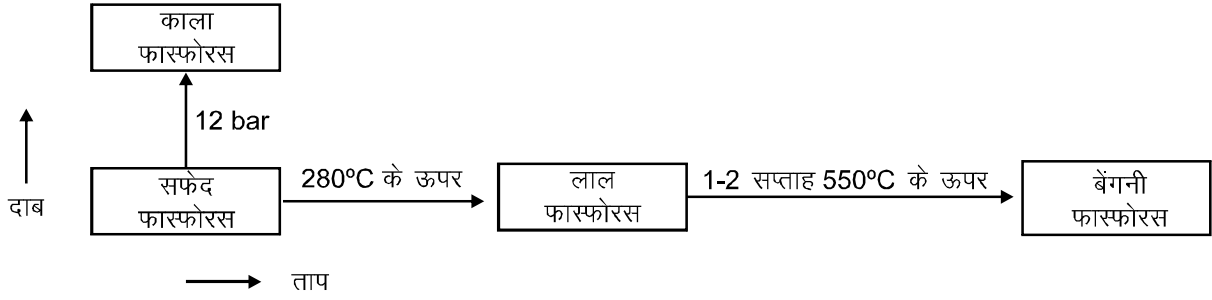 काला
फास्फोरस
12 bar
दाब
सफेद
फास्फोरस
280ºC के ऊपर
लाल
फास्फोरस
1-2 सप्ताह 550ºC के ऊपर
बेंगनी
फास्फोरस
ताप